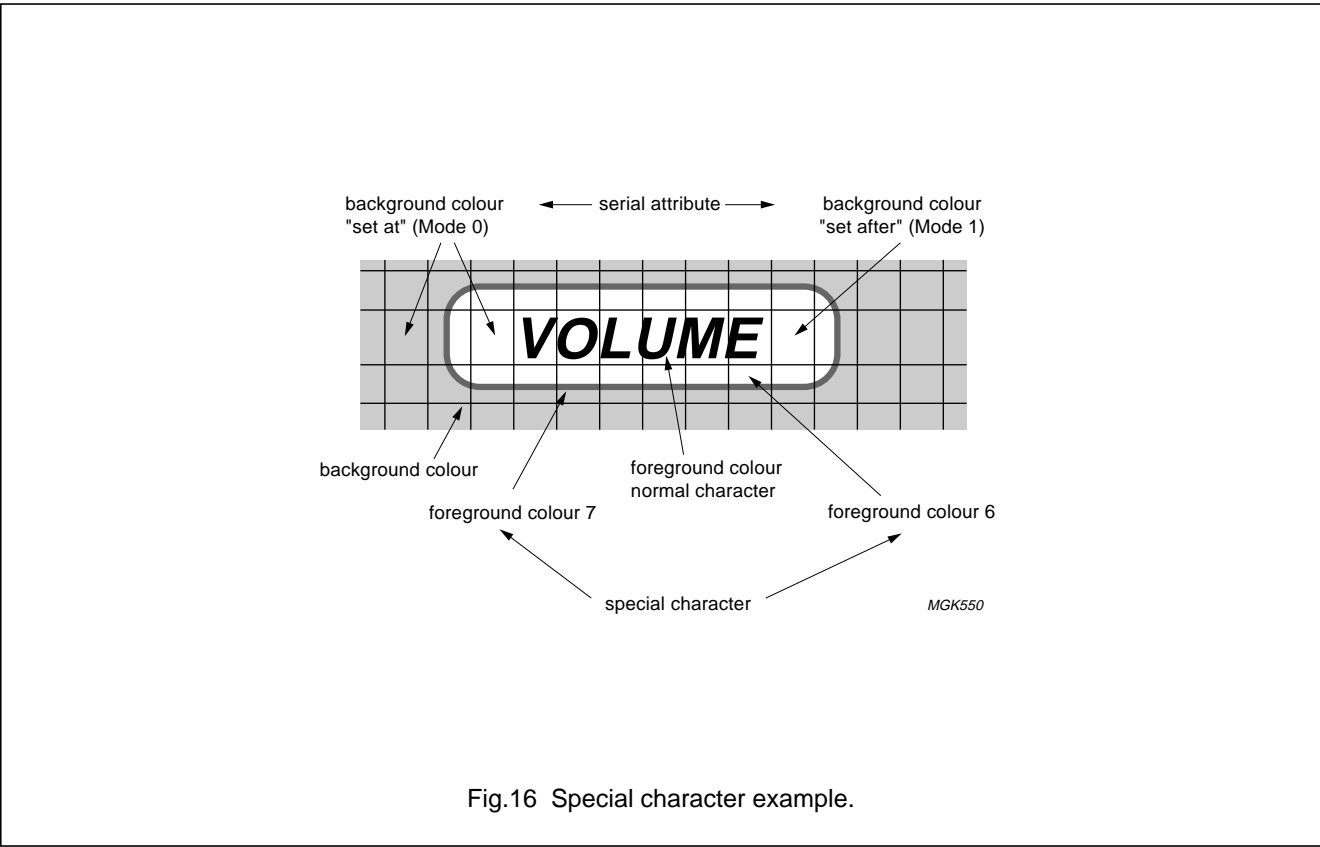 background colour
"set at" (Mode 0)
serial attribute
background colour
"set after" (Mode 1)
VOLUME
background colour
foreground colour
normal character
foreground colour 7
foreground colour 6
special character
MGK550
Fig.16 Special character example.